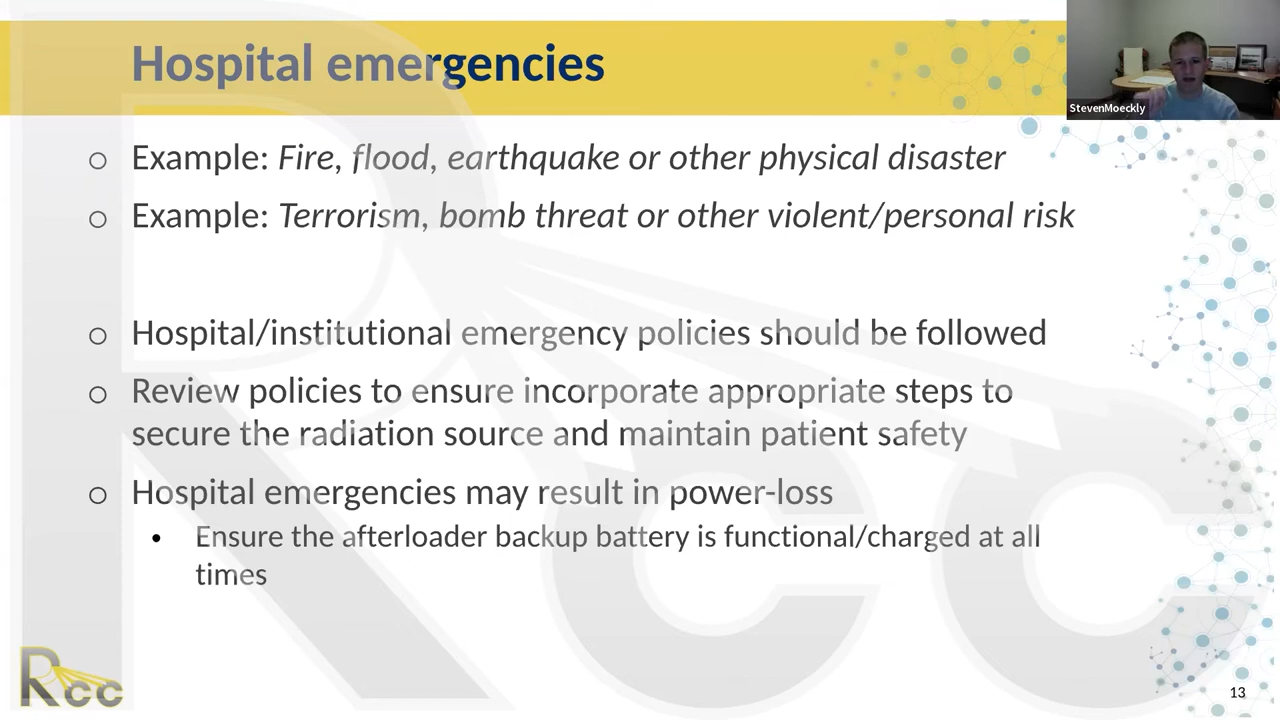 Hospital emergencies
StevenMoeckly
○ Example: Fire, flood, earthquake or other physical disaster
○ Example: Terrorism, bomb threat or other violent/personal risk
○ Hospital/institutional emergency policies should be followed
○ Review policies to ensure incorporate appropriate steps to
secure the radiation source and maintain patient safety
○ Hospital emergencies may result in power-loss
• Ensure the afterloader backup battery is functional/charged at all
times
Rcc
13